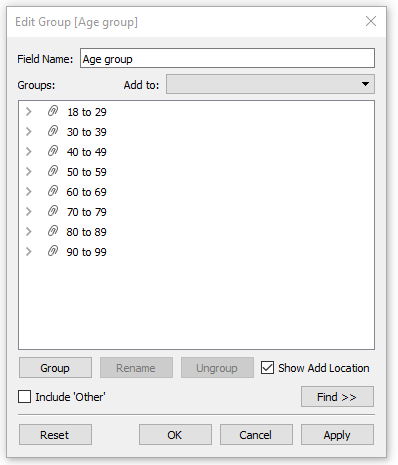 Edit Group [Age group]
Field Name: Age group
Groups: Add to:
18 to 29
30 to 39
40 to 49
50 to 59
60 to 69
70 to 79
80 to 89
90 to 99
Group Rename Ungroup Show Add Location
Include 'Other' Find >>
Reset OK Cancel Apply